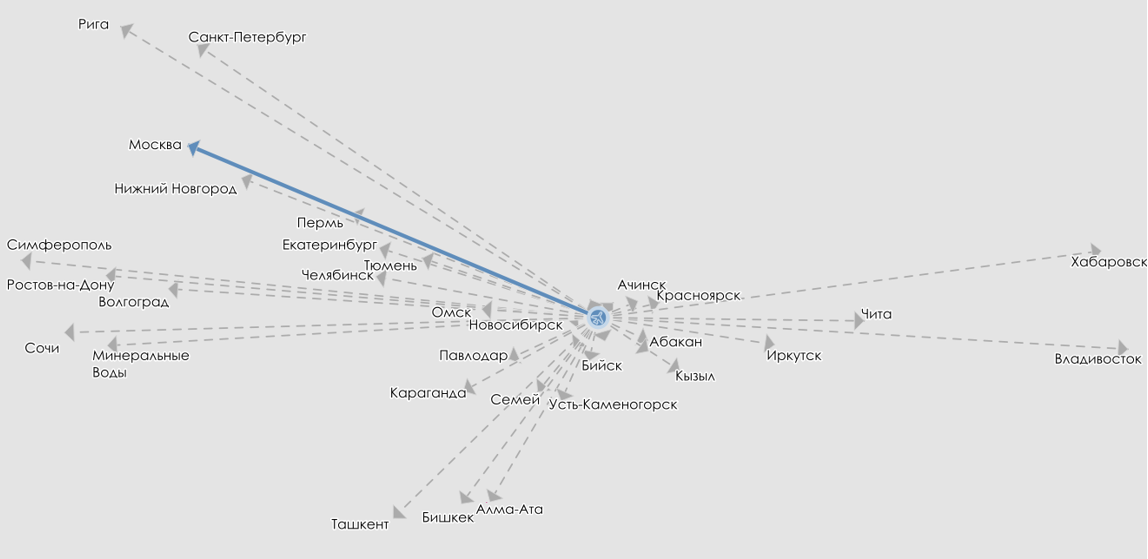 Рига
Санкт-Петербург
Москва
Нижний Новгород
Пермь
Симферополь
Екатеринбург
Хабаровск
Тюмень
Челябинск
Ростов-на-Дону
Ачинск
Красноярск
Волгоград
Омск
Чита
Новосибирск
Абакан
Сочи
Минеральные
Воды
Павлодар
Иркутск
Владивосток
Бийск
Кызыл
Караганда
Семей
Усть-Каменогорск
Алма-Ата
Бишкек
Ташкент